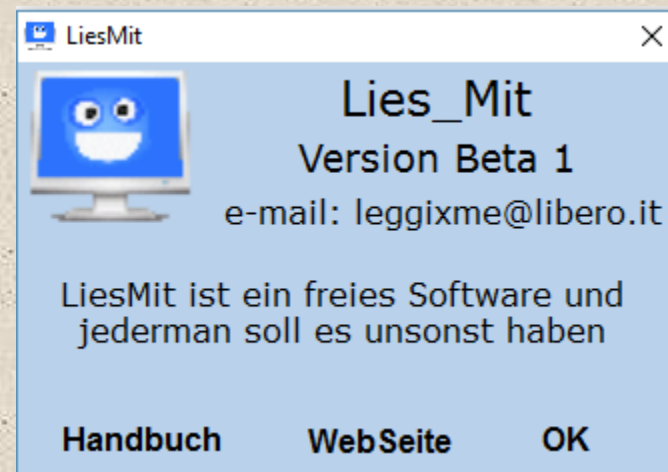 LiesMit
Lies_Mit
Version Beta 1
e-mail: leggixme@libero.it
LiesMit ist ein freies Software und
jederman soll es unsonst haben
Handbuch WebSeite OK